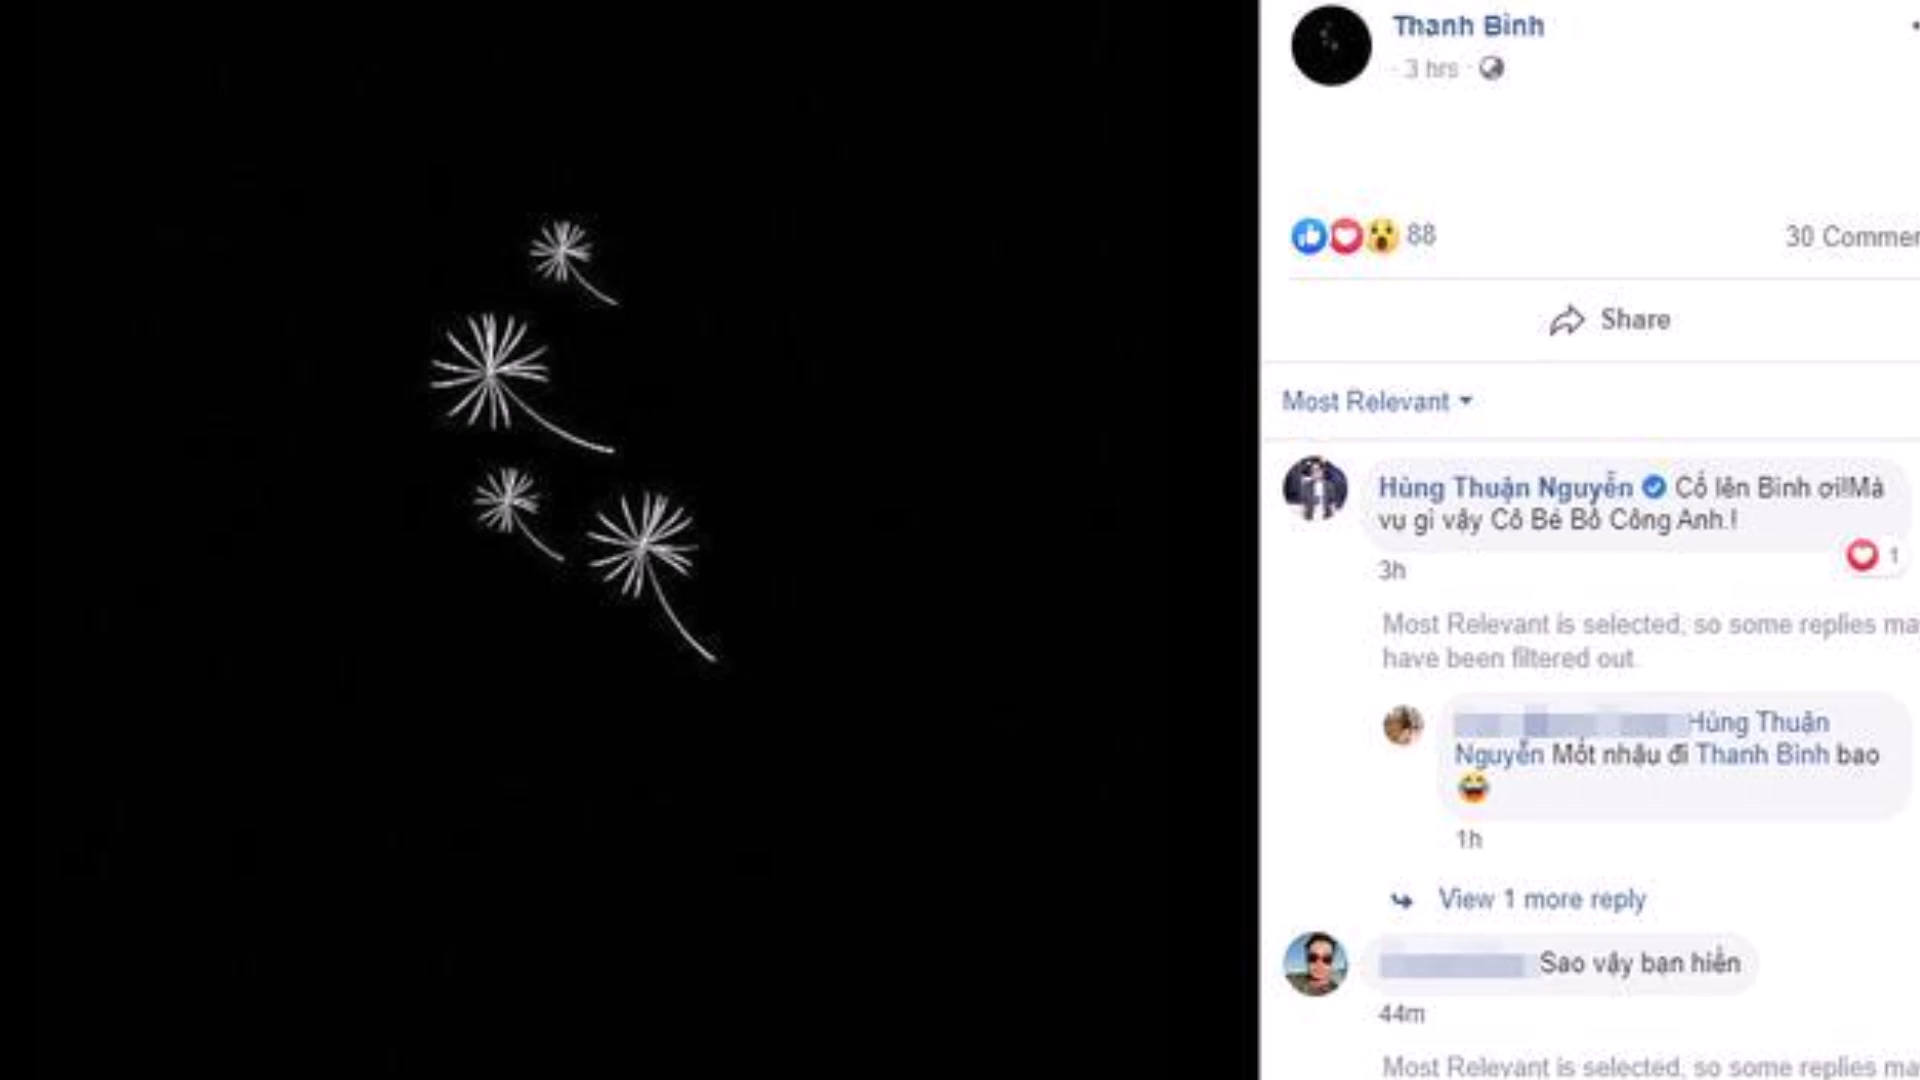 Thanh Bình
3 hrs
88
30 Commen
Share
Most Relevant
Hùng Thuận Nguyễn Cố lên Bình ơi!Mà
vụ gì vậy Cô Bé Bồ Công Anh.!
1
3h
Most Relevant is selected, so some replies ma
have been filtered out.
Hùng Thuận
Nguyễn Mốt nhậu đi Thanh Bình bao
1h
View 1 more reply
Sao vậy bạn hiền
44m
Most Relevant is selected, so some replies ma